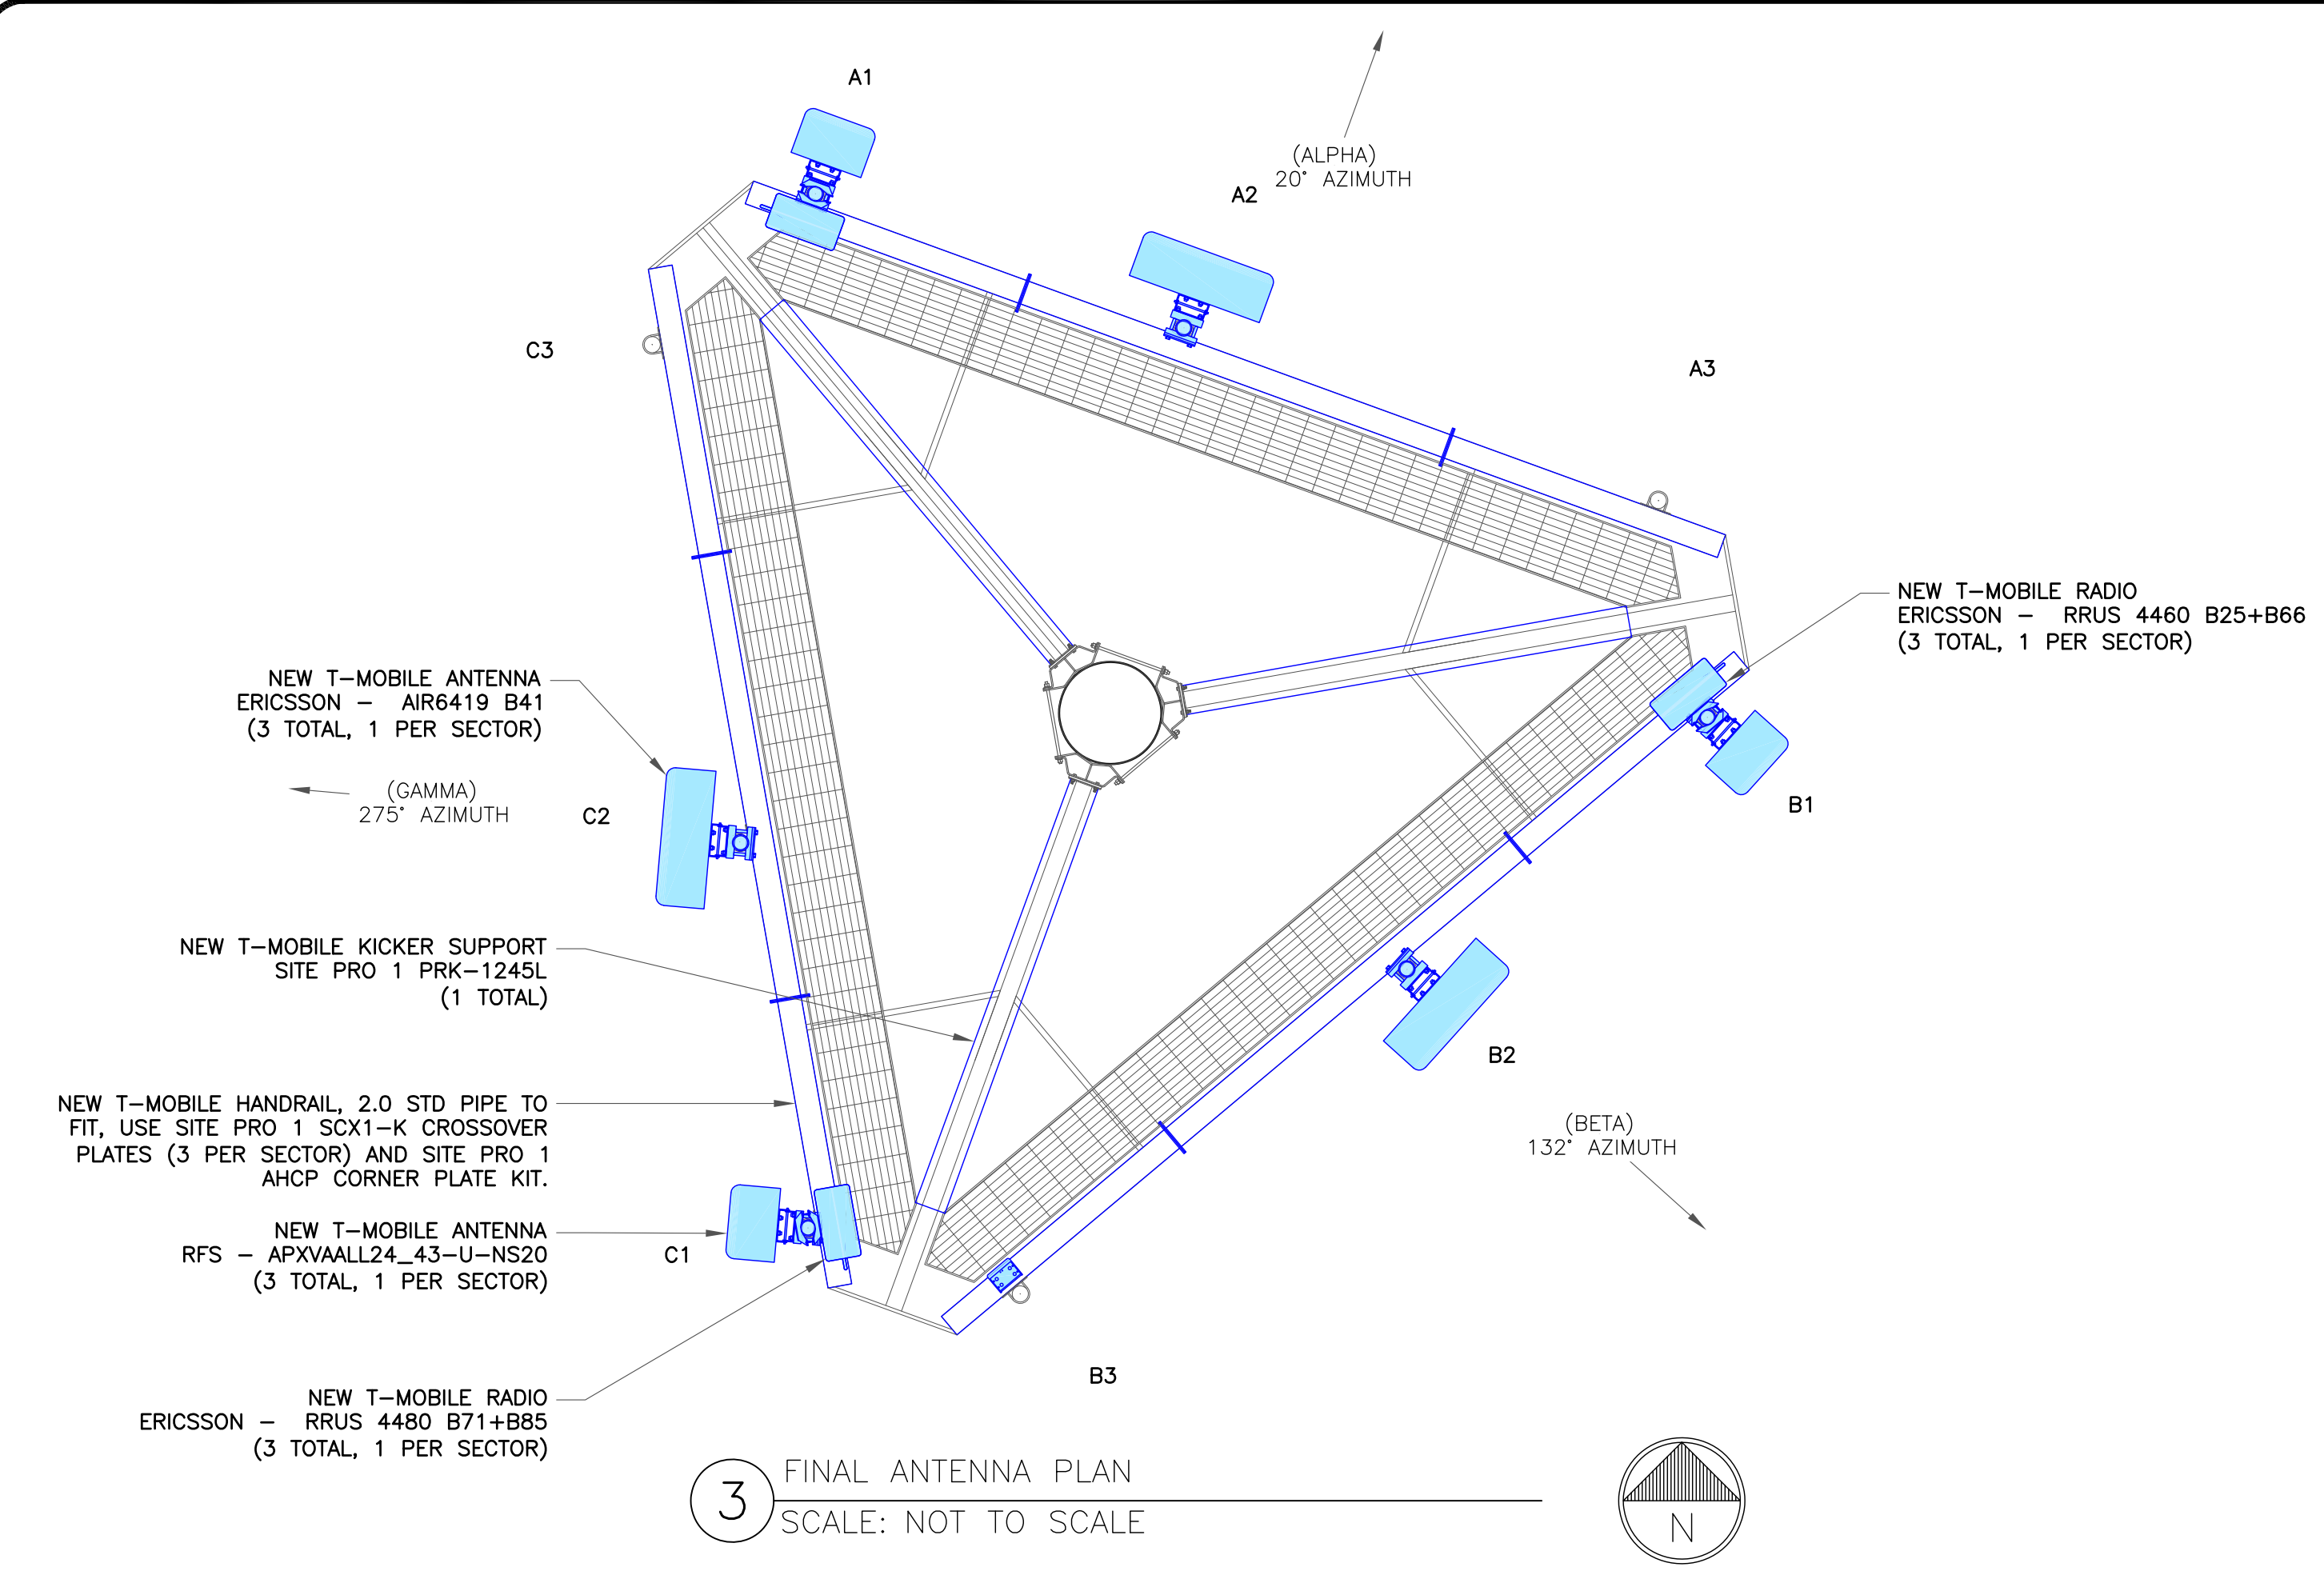 A1
(ALPHA)
20° AZIMUTH
A2
C3
A3
NEW T-MOBILE RADIO
ERICSSON - RRUS 4460 B25+B66
(3 TOTAL, 1 PER SECTOR)
NEW T-MOBILE ANTENNA
ERICSSON - AIR6419 B41
(3 TOTAL, 1 PER SECTOR)
(GAMMA)
275° AZIMUTH
C2
B1
NEW T-MOBILE KICKER SUPPORT
SITE PRO 1 PRK-1245L
(1 TOTAL)
B2
NEW T-MOBILE HANDRAIL, 2.0 STD PIPE TO
FIT, USE SITE PRO 1 SCX1-K CROSSOVER
PLATES (3 PER SECTOR) AND SITE PRO 1
AHCP CORNER PLATE KIT.
(BETA)
132° AZIMUTH
NEW T-MOBILE ANTENNA
RFS - APXVAALL24_43-U-NS20
(3 TOTAL, 1 PER SECTOR)
C1
B3
NEW T-MOBILE RADIO
ERICSSON - RRUS 4480 B71+B85
(3 TOTAL, 1 PER SECTOR)
3
FINAL ANTENNA PLAN
SCALE: NOT TO SCALE
N